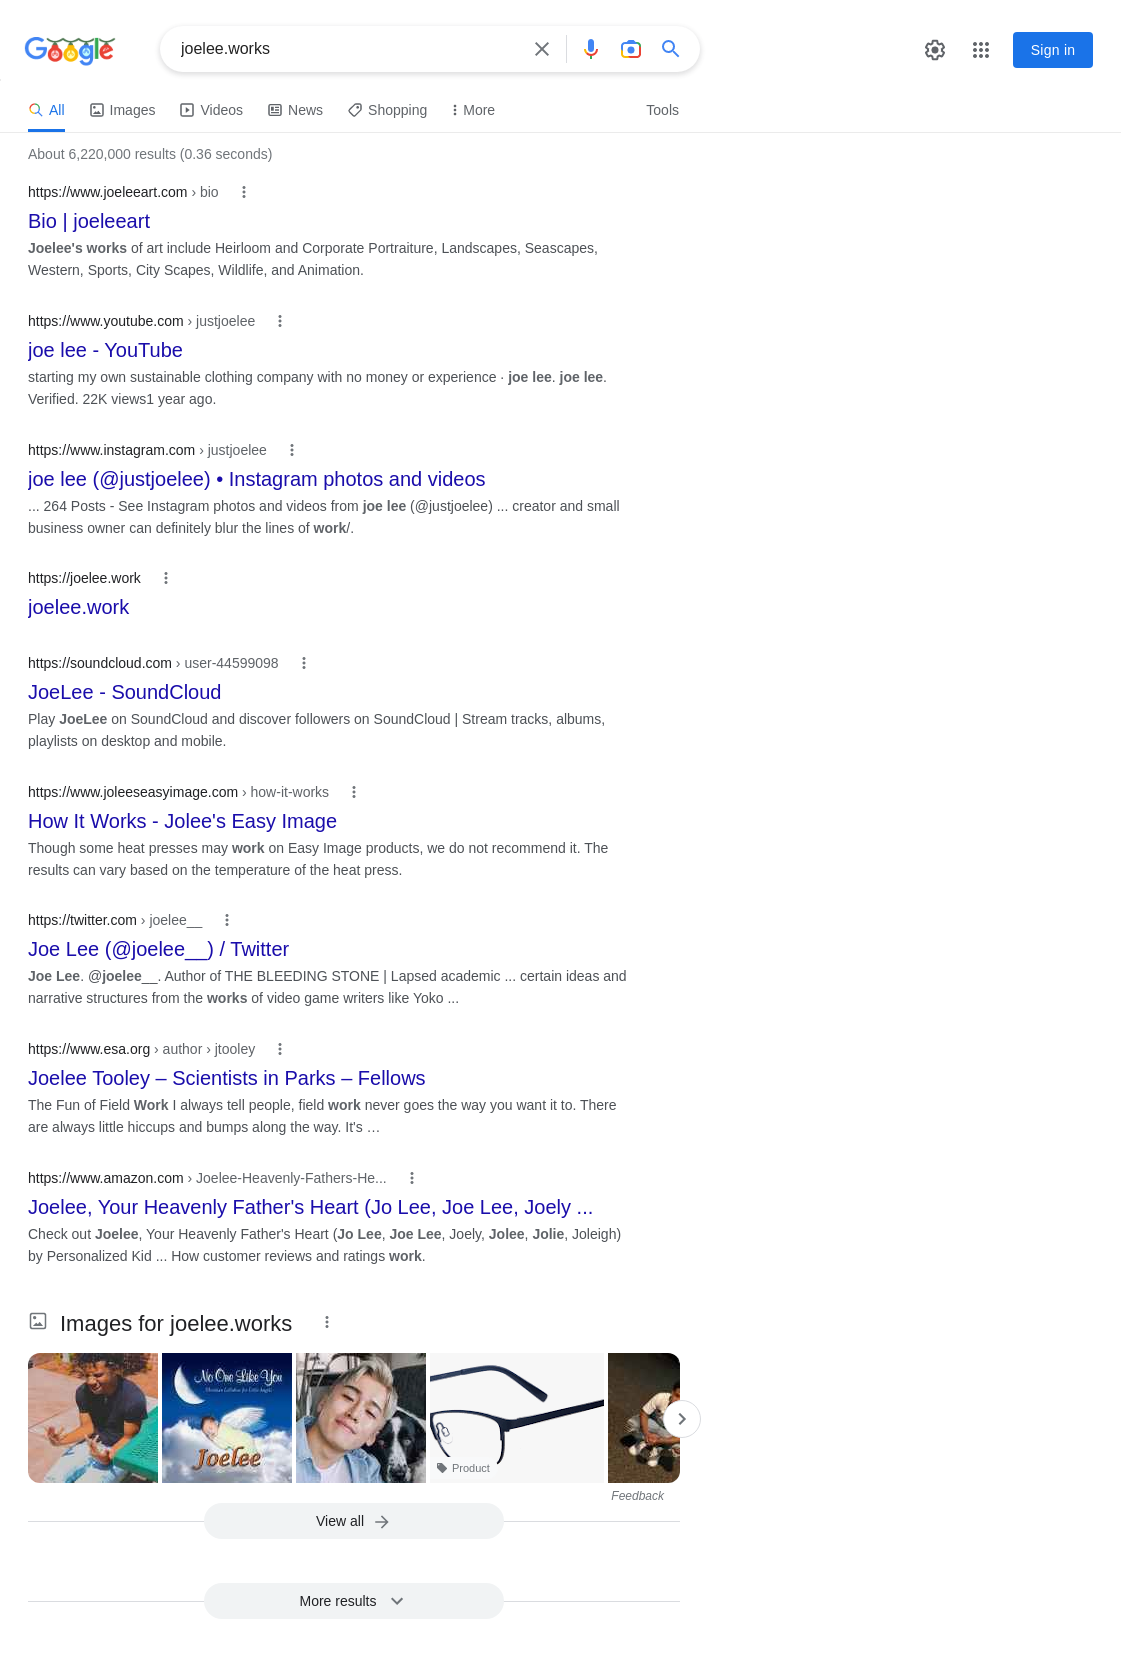 Google
joelee.works
Sign in
All
Images
Videos
News
Shopping
More
Tools
About 6,220,000 results (0.36 seconds)
https://www.joeleeart.com › bio
Bio | joeleeart
Joelee's works of art include Heirloom and Corporate Portraiture, Landscapes, Seascapes,
Western, Sports, City Scapes, Wildlife, and Animation.
https://www.youtube.com › justjoelee
joe lee - YouTube
starting my own sustainable clothing company with no money or experience · joe lee. joe lee.
Verified. 22K views1 year ago.
https://www.instagram.com › justjoelee
joe lee (@justjoelee) • Instagram photos and videos
... 264 Posts - See Instagram photos and videos from joe lee (@justjoelee) ... creator and small
business owner can definitely blur the lines of work/.
https://joelee.work
joelee.work
https://soundcloud.com › user-44599098
JoeLee - SoundCloud
Play JoeLee on SoundCloud and discover followers on SoundCloud | Stream tracks, albums,
playlists on desktop and mobile.
https://www.joleeseasyimage.com › how-it-works
How It Works - Jolee's Easy Image
Though some heat presses may work on Easy Image products, we do not recommend it. The
results can vary based on the temperature of the heat press.
https://twitter.com › joelee__
Joe Lee (@joelee__) / Twitter
Joe Lee. @joelee__. Author of THE BLEEDING STONE | Lapsed academic ... certain ideas and
narrative structures from the works of video game writers like Yoko ...
https://www.esa.org › author › jtooley
Joelee Tooley – Scientists in Parks – Fellows
The Fun of Field Work I always tell people, field work never goes the way you want it to. There
are always little hiccups and bumps along the way. It's …
https://www.amazon.com › Joelee-Heavenly-Fathers-He...
Joelee, Your Heavenly Father's Heart (Jo Lee, Joe Lee, Joely ...
Check out Joelee, Your Heavenly Father's Heart (Jo Lee, Joe Lee, Joely, Jolee, Jolie, Joleigh)
by Personalized Kid ... How customer reviews and ratings work.
Images for joelee.works
No One Like You
Christian Lullabies for Little Angels
Joelee
Product
Feedback
View all
More results